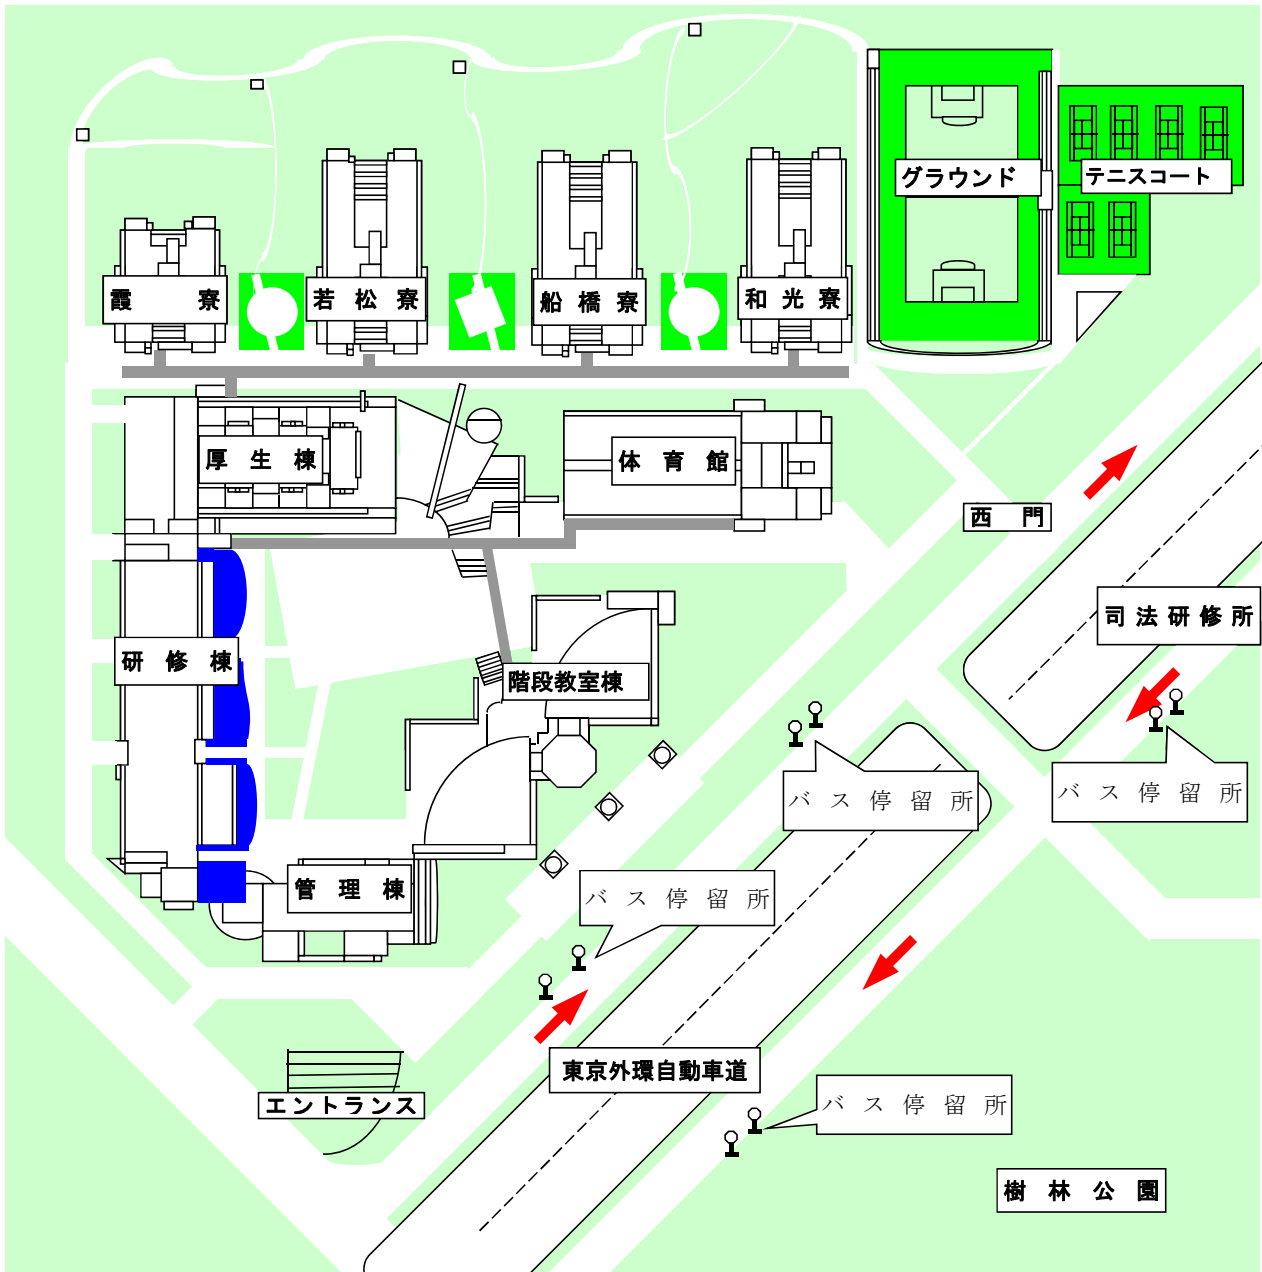 グラウンド
テニスコート
霞寮
若松寮
船橋寮
和光寮
厚生棟
体育館
西門
司法研修所
研修棟
階段教室棟
バス停留所
バス停留所
管理棟
バス停留所
東京外環自動車道
エントランス
バス停留所
樹林公園